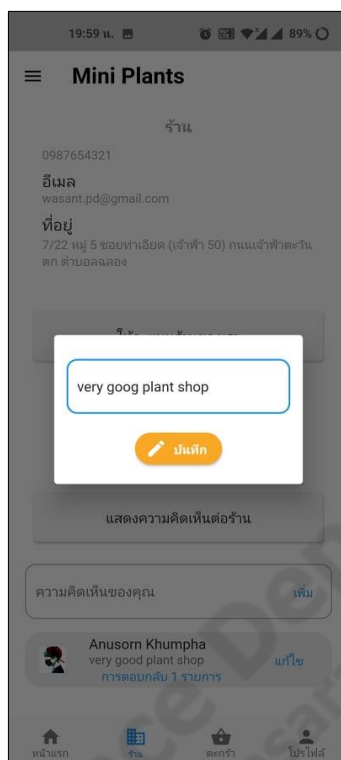 19:59 น. 89%
Mini Plants
ร้าน
0987654321
อีเมล
wasant.pd@gmail.com
ที่อยู่
7/22 หมู่ 5 ซอยท่าเอียด (เจ้าฟ้า 50) ถนนเจ้าฟ้าตะวัน
ตก ตำบลฉลอง
very goog plant shop
บันทึก
แสดงความคิดเห็นต่อร้าน
ความคิดเห็นของคุณ เพิ่ม
Anusorn Khumpha
very good plant shop แก้ไข
การตอบกลับ 1 รายการ
หน้าแรก ร้าน ตะกร้า โปรไฟล์